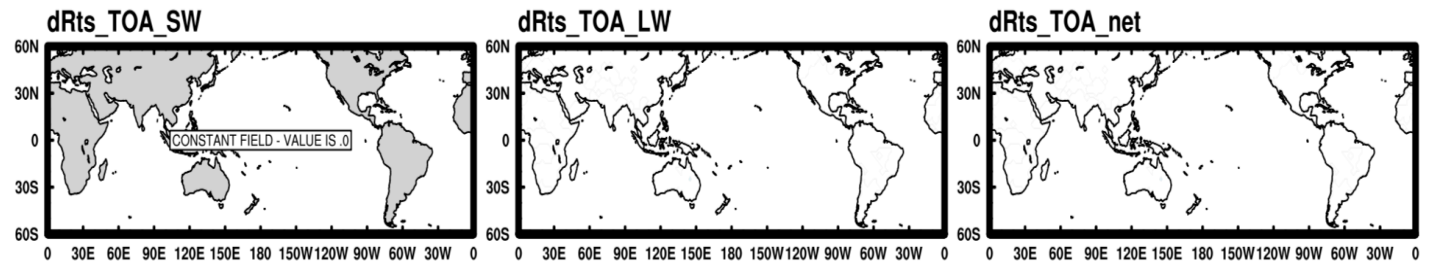 dRts_TOA_SW
dRts_TOA_LW
dRts_TOA_net
60N
30N
0
30S
60S
CONSTANT FIELD - VALUE IS .0
0 30E 60E 90E 120E 150E 180 150W 120W 90W 60W 30W 0
60N
30N
0
30S
60S
0 30E 60E 90E 120E 150E 180 150W 120W 90W 60W 30W 0
60N
30N
0
30S
60S
0 30E 60E 90E 120E 150E 180 150W 120W 90W 60W 30W 0